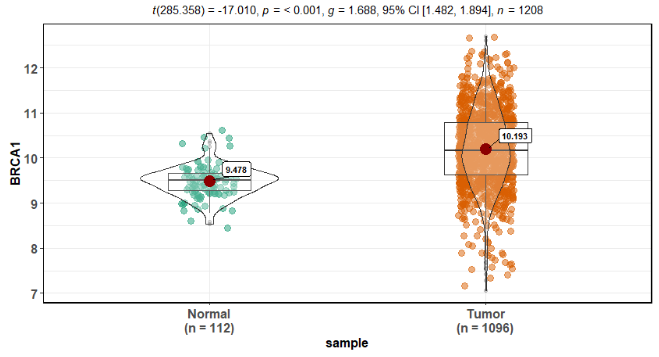 t(285.358) = -17.010, p = < 0.001, g = 1.688, 95% CI [1.482, 1.894], n = 1208
12
11
10
9
8
7
BRCA1
9.478
10.193
Normal
(n = 112)
Tumor
(n = 1096)
sample